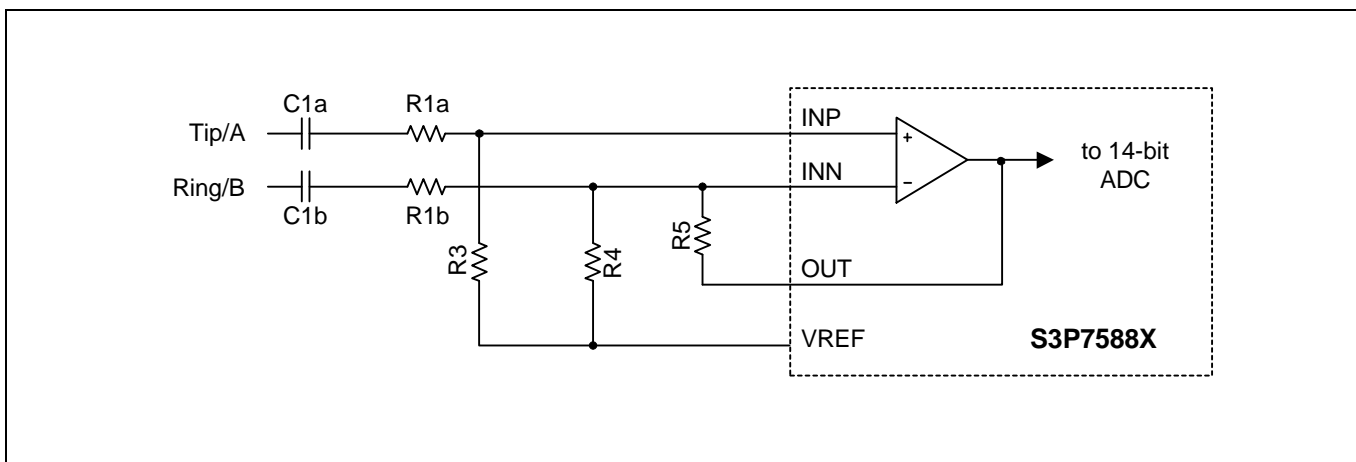 C1a
R1a
Tip/A
INP
+
to 14-bit
ADC
Ring/B
INN
−
C1b
R1b
R3
R4
R5
OUT
VREF
S3P7588X